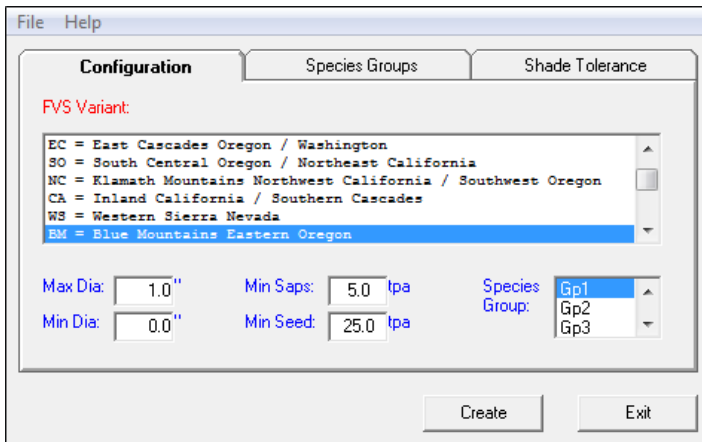 File Help
Configuration Species Groups Shade Tolerance
FVS Variant:
EC = East Cascades Oregon / Washington
SO = South Central Oregon / Northeast California
NC = Klamath Mountains Northwest California / Southwest Oregon
CA = Inland California / Southern Cascades
WS = Western Sierra Nevada
BM = Blue Mountains Eastern Oregon
Max Dia: 1.0" Min Saps: 5.0 tpa Species Group: Gp1
Min Dia: 0.0" Min Seed: 25.0 tpa Gp2
Gp3
Create Exit